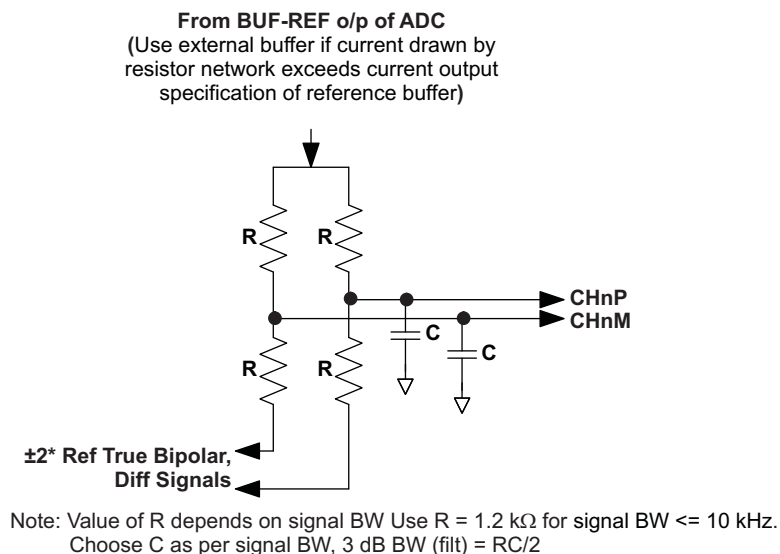 From BUF-REF o/p of ADC
(Use external buffer if current drawn by
resistor network exceeds current output
specification of reference buffer)
R
R
CHnP
CHnM
C
C
R
R
±2* Ref True Bipolar,
Diff Signals
Note: Value of R depends on signal BW Use R = 1.2 kΩ for signal BW <= 10 kHz.
Choose C as per signal BW, 3 dB BW (filt) = RC/2